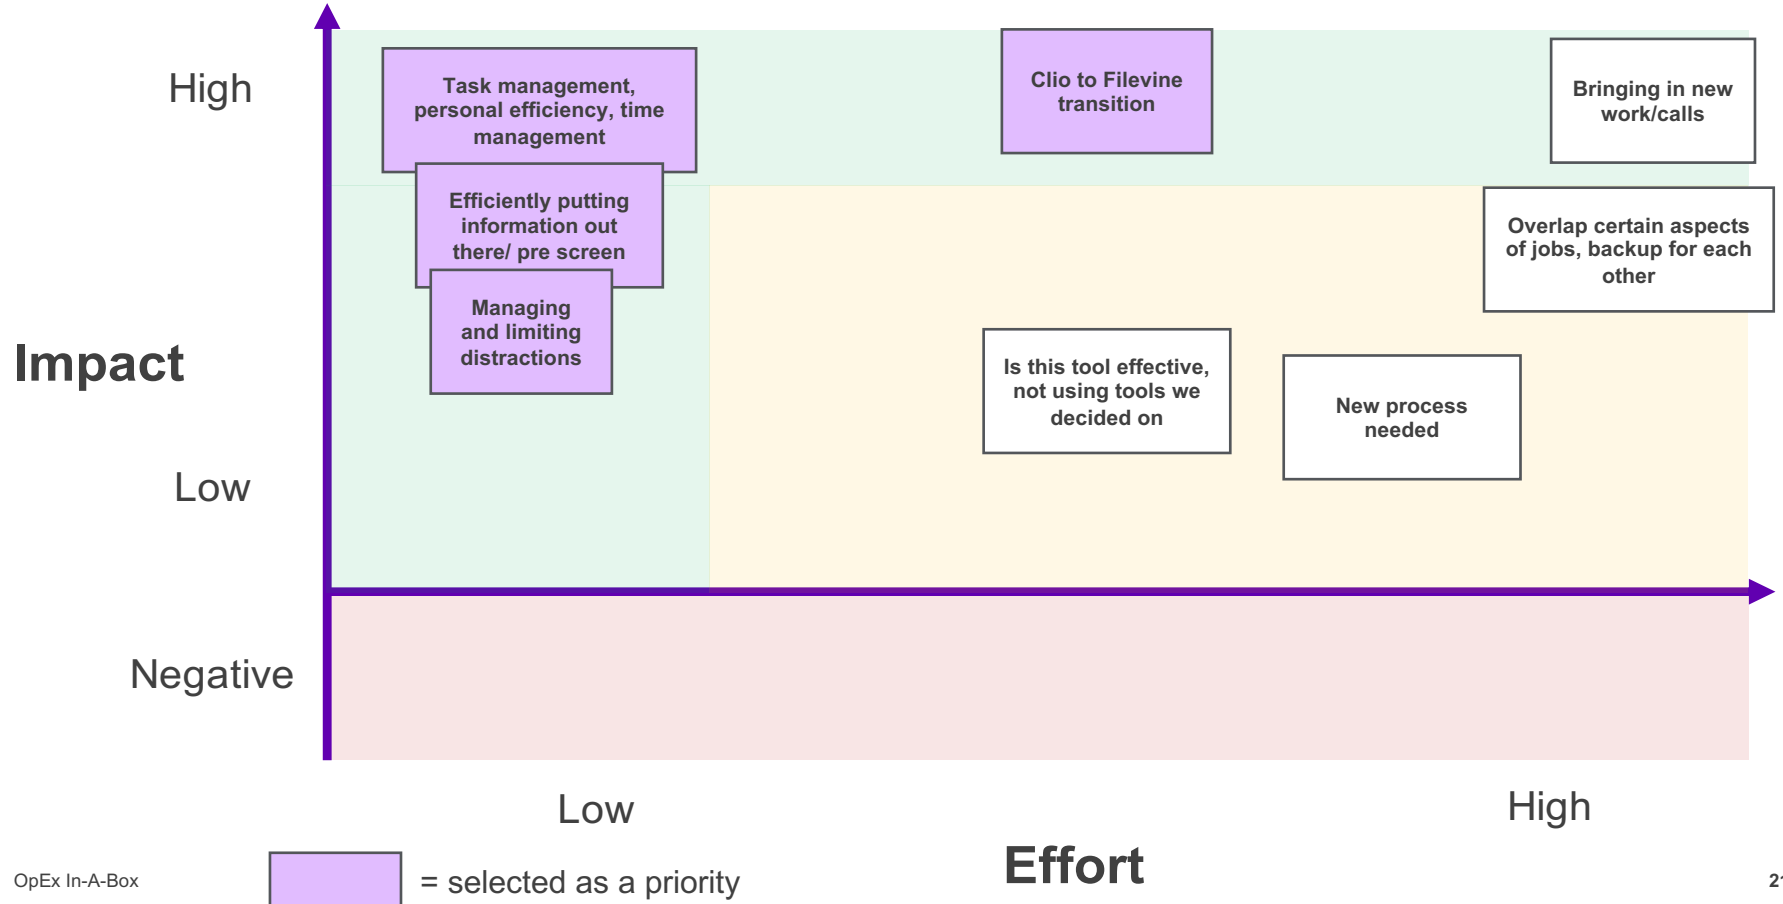 High
Task management,
personal efficiency, time
management
Clio to Filevine
transition
Bringing in new
work/calls
Efficiently putting
information out
there/ pre screen
Overlap certain aspects
of jobs, backup for each
other
Managing
and limiting
distractions
Impact
Is this tool effective,
not using tools we
decided on
New process
needed
Low
Negative
Low
High
Effort
OpEx In-A-Box
= selected as a priority